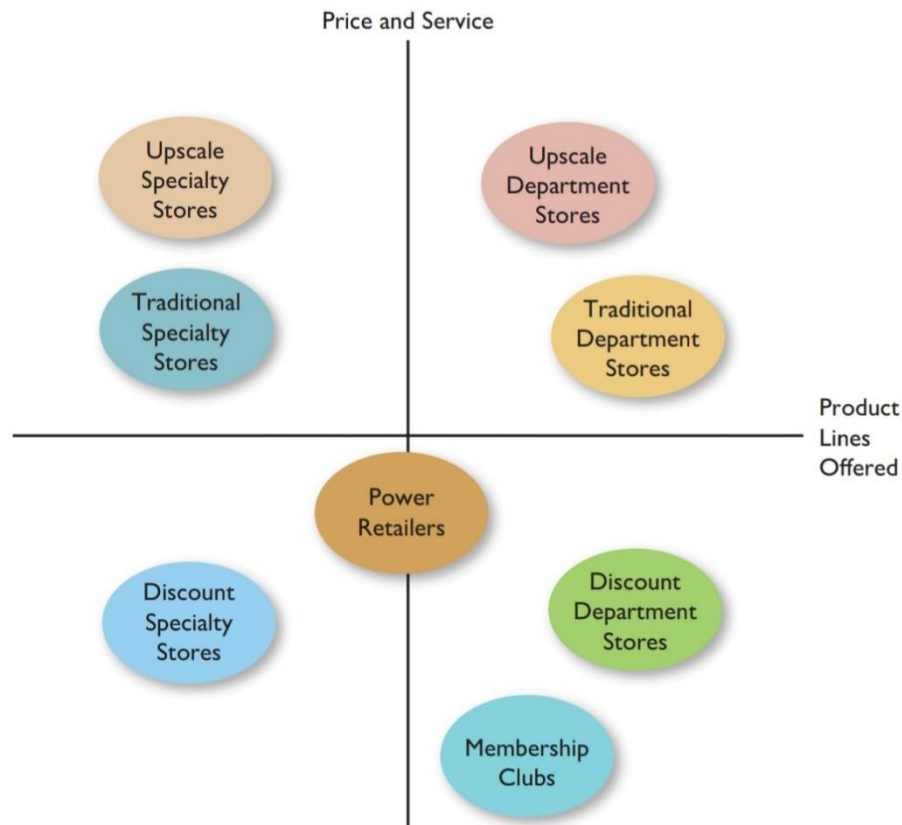 Price and Service
Upscale
Specialty
Stores
Upscale
Department
Stores
Traditional
Specialty
Stores
Traditional
Department
Stores
Product
Lines
Offered
Power
Retailers
Discount
Specialty
Stores
Discount
Department
Stores
Membership
Clubs